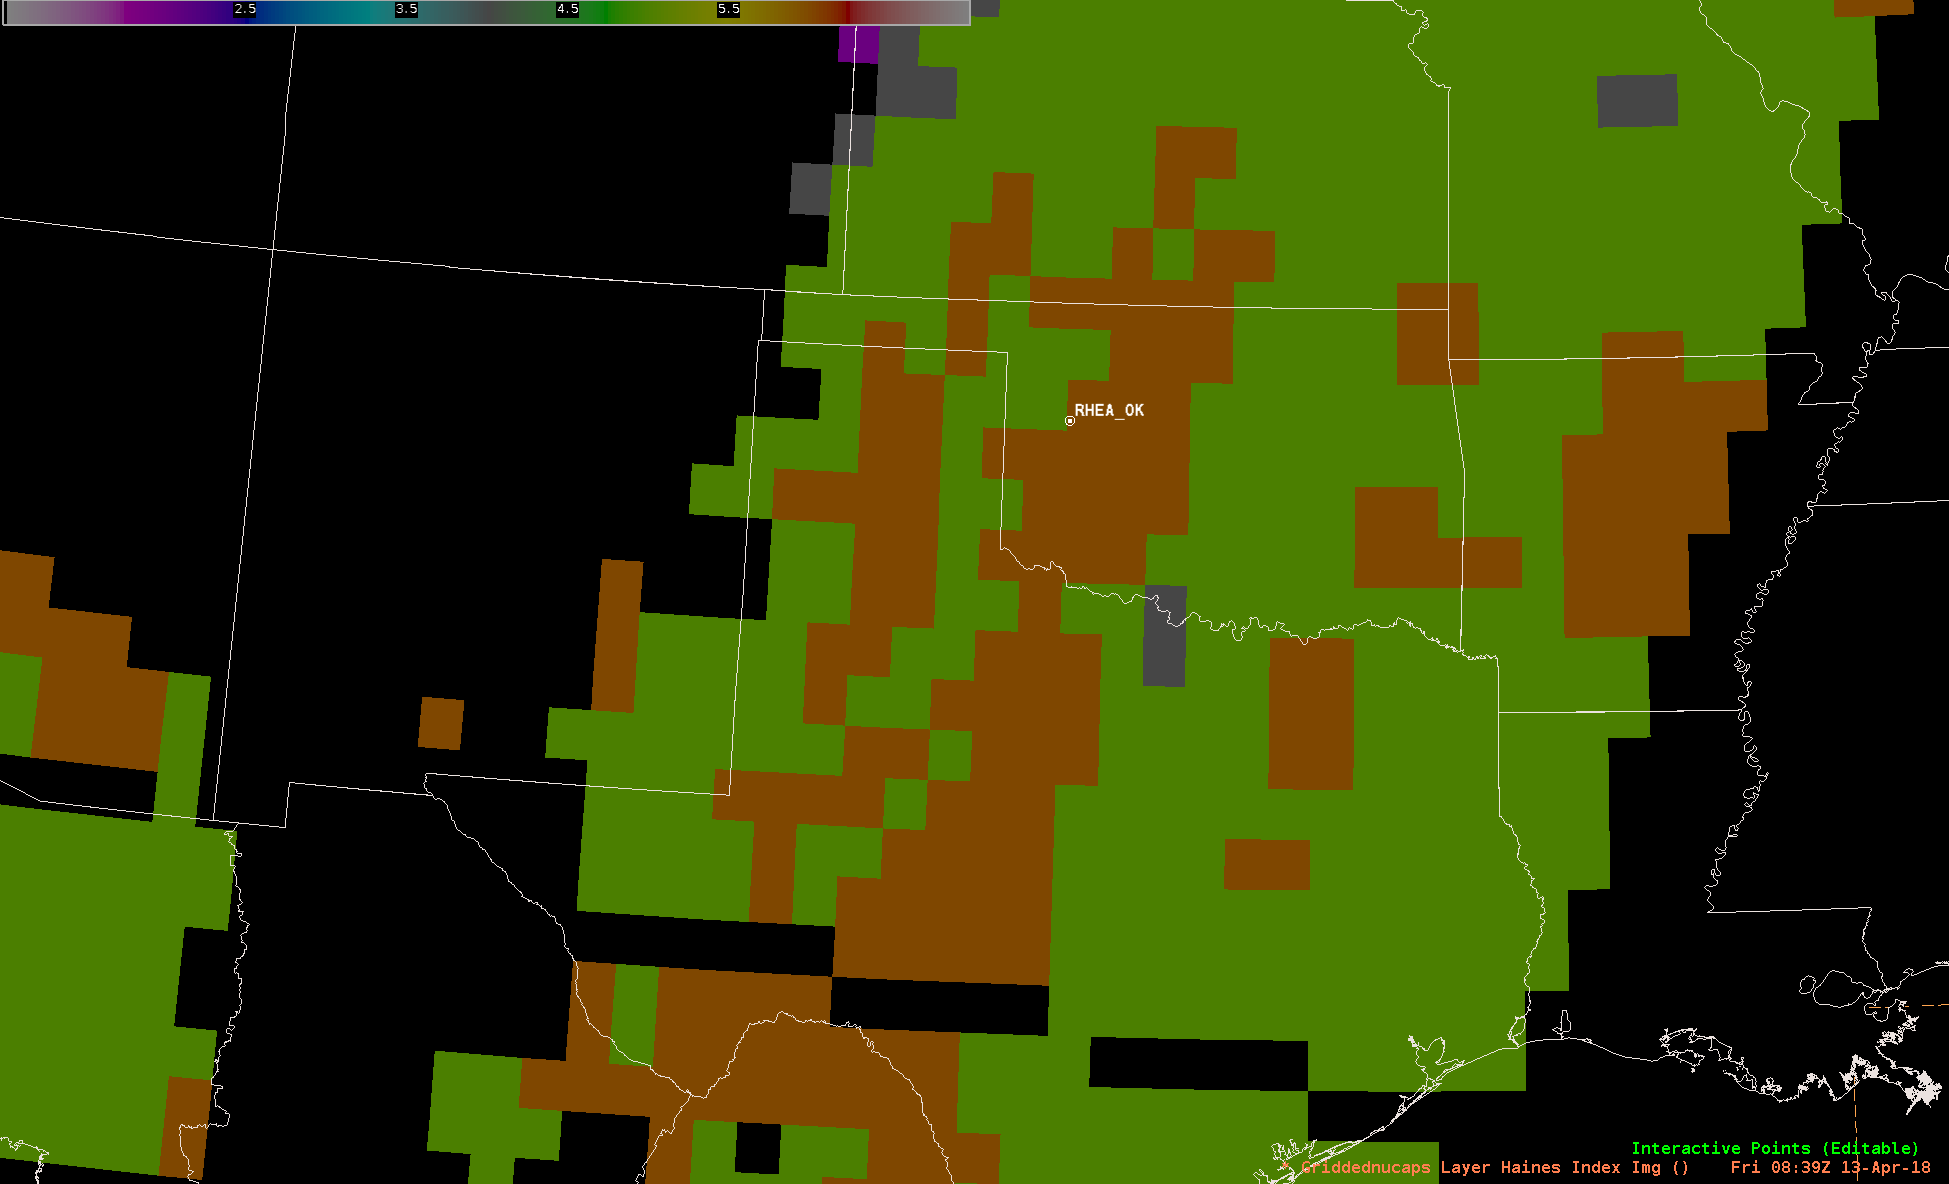 2.5 3.5 4.5 5.5
RHEA_OK
Interactive Points (Editable)
Griddednucaps Layer Haines Index Img () Fri 08:39Z 13-Apr-18